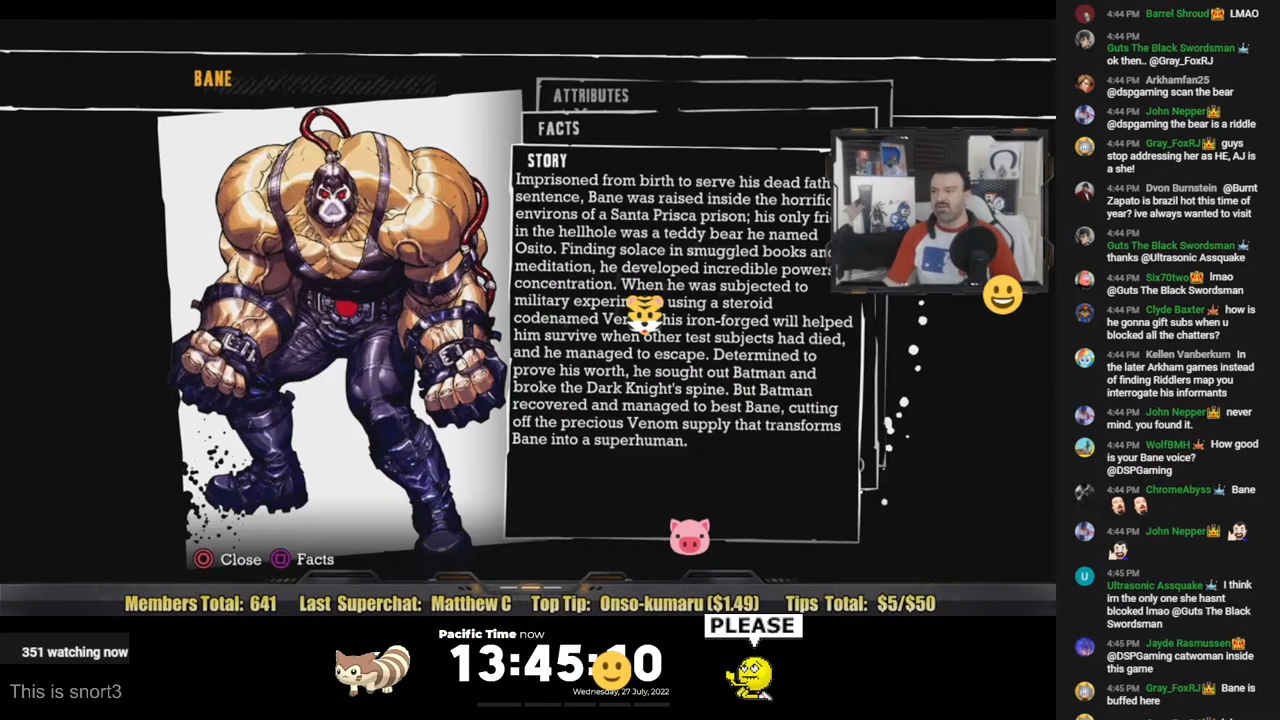 BANE
ATTRIBUTES
FACTS
STORY
Imprisoned from birth to serve his dead fath
sentence, Bane was raised inside the horrific
environs of a Santa Prisca prison; his only fri
in the hellhole was a teddy bear he named
Osito. Finding solace in smuggled books and
meditation, he developed incredible powers
concentration. When he was subjected to
military experim using a steroid
codenamed Ven his iron-forged will helped
him survive when other test subjects had died,
and he managed to escape. Determined to
prove his worth, he sought out Batman and
broke the Dark Knight's spine. But Batman
recovered and managed to best Bane, cutting
off the precious Venom supply that transforms
Bane into a superhuman.
Close Facts
Members Total: 641 Last Superchat: Matthew C Top Tip: Onso-kumaru ($1.49) Tips Total: $5/$50
351 watching now
This is snort3
Pacific Time now
13:45: 0
Wednesday, 27 July, 2022
PLEASE
4:44 PM Barrel Shroud LMAO
4:44 PM
Guts The Black Swordsman
ok then.. @Gray_FoxRJ
4:44 PM Arkhamfan25
@dspgaming scan the bear
4:44 PM John Nepper
@dspgaming the bear is a riddle
4:44 PM Gray_FoxRJ guys
stop addressing her as HE, AJ is
a she!
4:44 PM Dvon Burnstein @Burnt
Zapato is brazil hot this time of
year? ive always wanted to visit
4:44 PM
Guts The Black Swordsman
thanks @Ultrasonic Assquake
4:44 PM Six70two lmao
@Guts The Black Swordsman
4:44 PM Clyde Baxter how is
he gonna gift subs when u
blocked all the chatters?
4:44 PM Kellen Vanberkum In
the later Arkham games instead
of finding Riddlers map you
interrogate his informants
4:44 PM John Nepper never
mind. you found it.
4:44 PM WolfBMH How good
is your Bane voice?
@DSPGaming
4:44 PM ChromeAbyss Bane
4:44 PM John Nepper
4:45 PM
Ultrasonic Assquake I think
im the only one she hasnt
blcoked lmao @Guts The Black
Swordsman
4:45 PM Jayde Rasmussen
@DSPGaming catwoman inside
this game
4:45 PM Gray_FoxRJ Bane is
buffed here